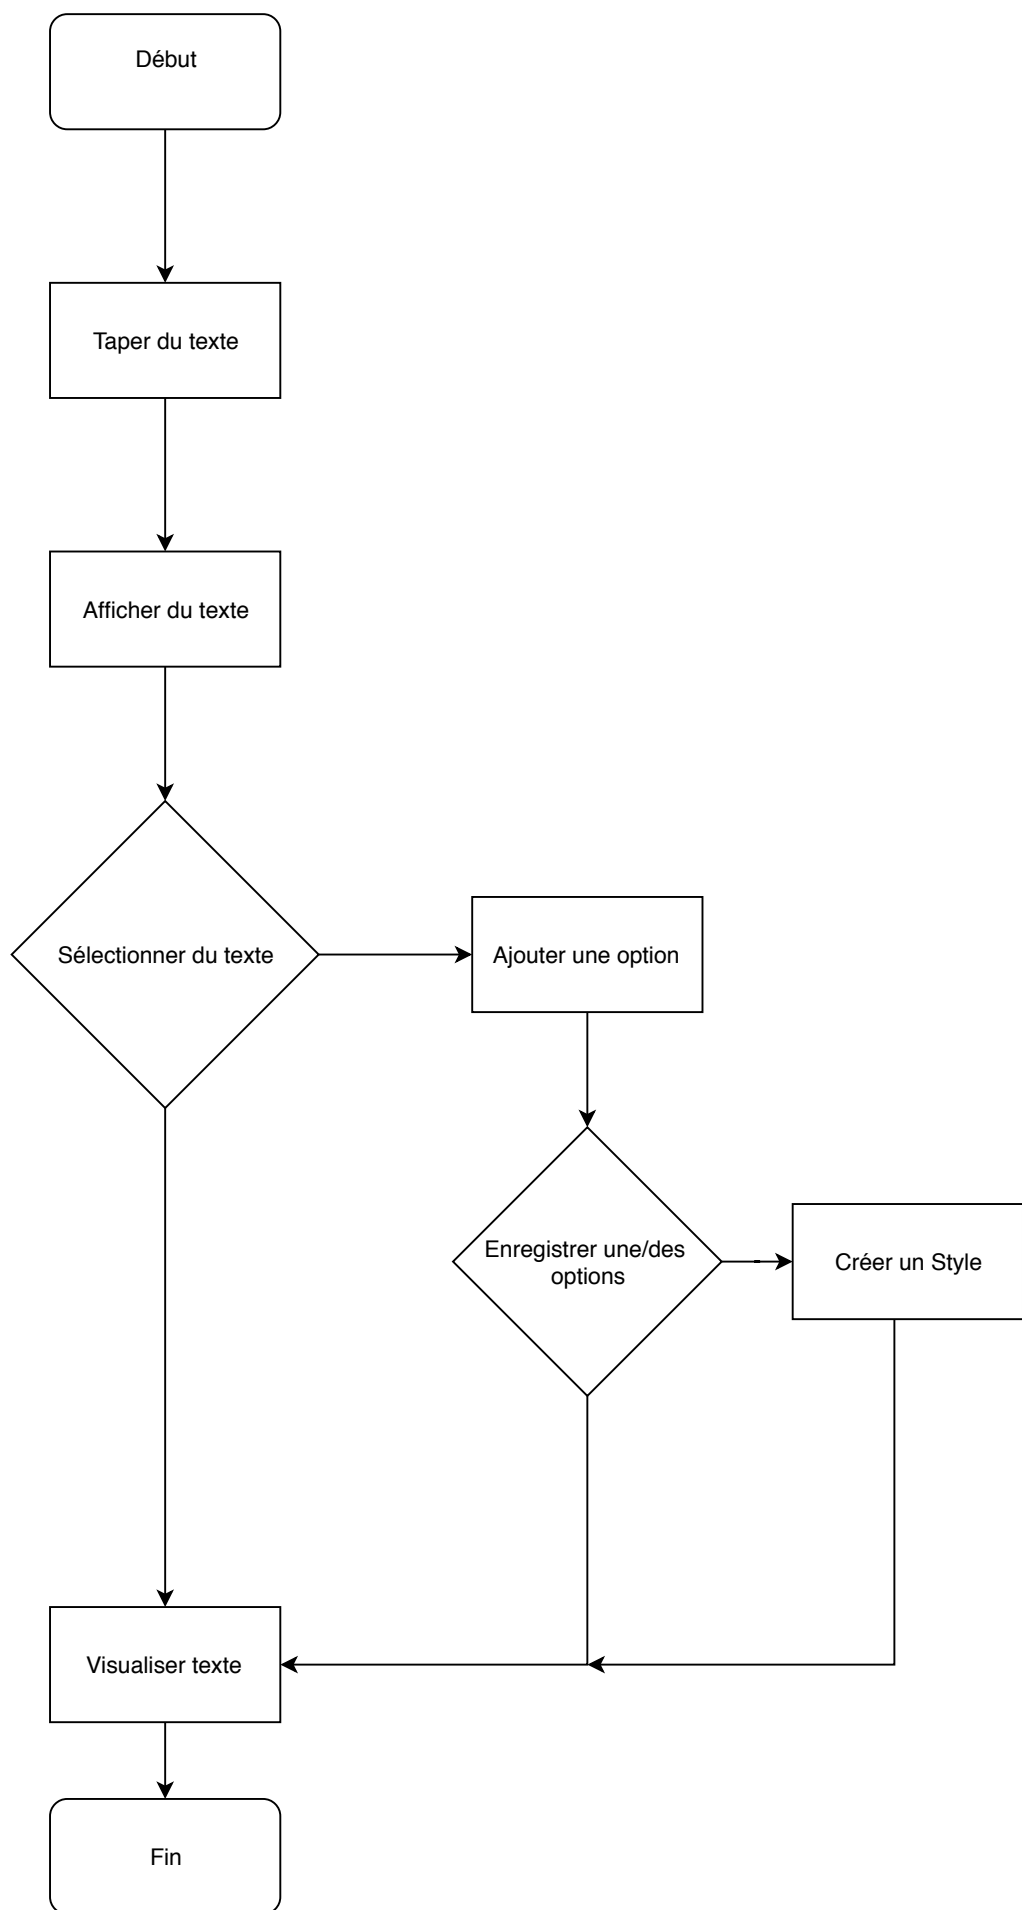 Début
Taper du texte
Afficher du texte
Sélectionner du texte
Ajouter une option
Enregistrer une/des
options
Créer un Style
Visualiser texte
Fin